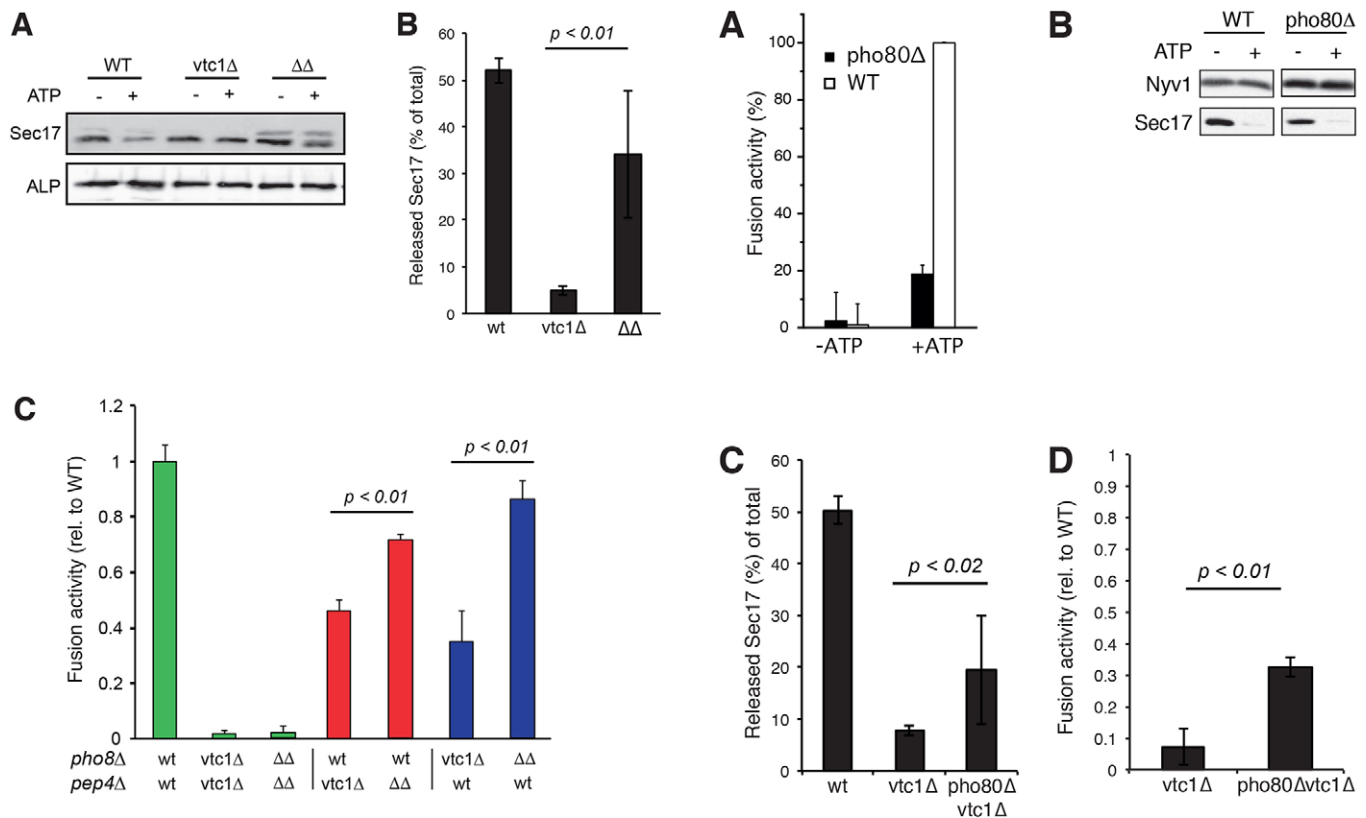 A
WT vtc1Δ ΔΔ
ATP - + - + - +
Sec17
ALP
B
p < 0.01
Released Sec17 (% of total)
60
50
40
30
20
10
0
wt vtc1Δ ΔΔ
A
pho80Δ
WT
Fusion activity (%)
100
80
60
40
20
0
-ATP +ATP
B
WT pho80Δ
ATP - + - +
Nyv1
Sec17
C
Fusion activity (rel. to WT)
1.2
1
0.8
0.6
0.4
0.2
0
p < 0.01
p < 0.01
pho8Δ wt vtc1Δ ΔΔ wt wt vtc1Δ ΔΔ
pep4Δ wt vtc1Δ ΔΔ vtc1Δ ΔΔ wt wt
C
Released Sec17 (%) of total
60
50
40
30
20
10
0
p < 0.02
wt vtc1Δ pho80Δ
vtc1Δ
D
Fusion activity (rel. to WT)
1
0.9
0.8
0.7
0.6
0.5
0.4
0.3
0.2
0.1
0
p < 0.01
vtc1Δ pho80Δvtc1Δ